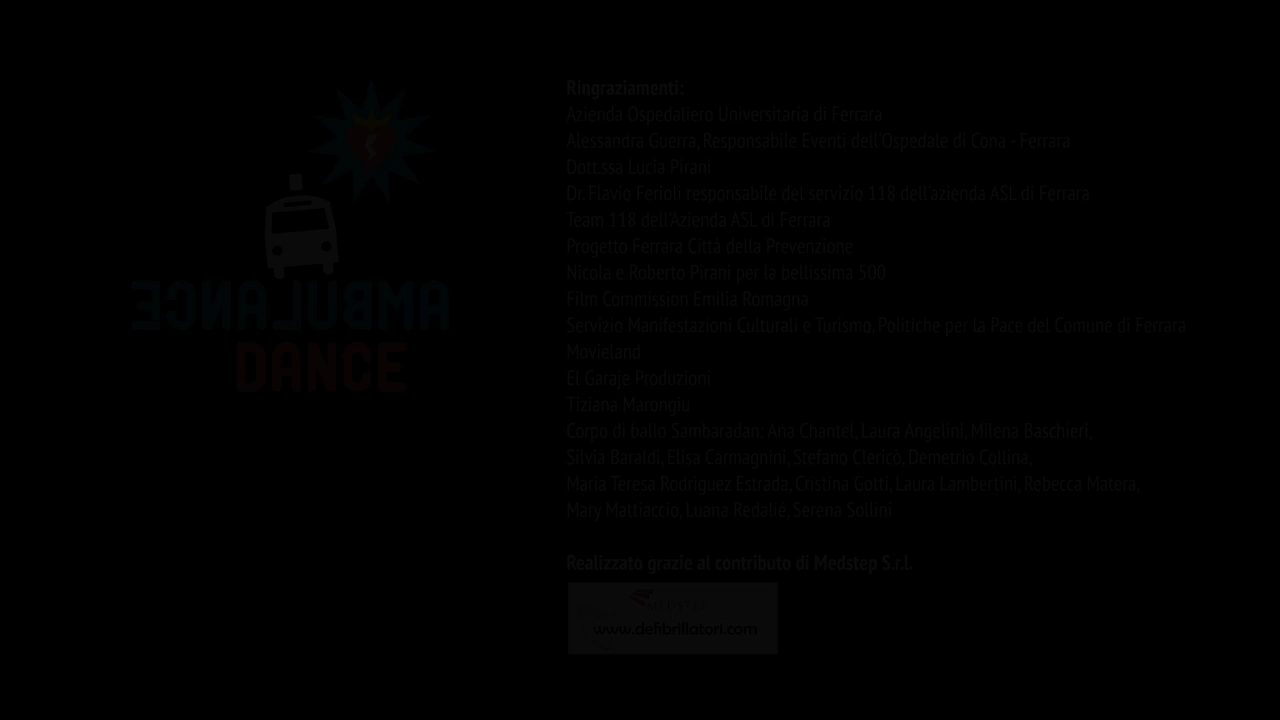 AMBULANCE
DANCE
Ringraziamenti:
Azienda Ospedaliero Universitaria di Ferrara
Alessandra Guerra, Responsabile Eventi dell'Ospedale di Cona - Ferrara
Dott.ssa Lucia Pirani
Dr. Flavio Ferioli responsabile del servizio 118 dell'azienda ASL di Ferrara
Team 118 dell'Azienda ASL di Ferrara
Progetto Ferrara Citta della Prevenzione
Nicola e Roberto Pirani per la bellissima 500
Film Commission Emilia Romagna
Servizio Manifestazioni Culturali e Turismo, Politiche per la Pace del Comune di Ferrara
Movieland
El Garaje Produzioni
Tiziana Marongiu
Corpo di ballo Sambaradan: Ana Chantel, Laura Angelini, Milena Baschieri,
Silvia Baraldi, Elisa Carmagnini, Stefano Clericò, Demetrio Collina,
Maria Teresa Rodriguez Estrada, Cristina Gotti, Laura Lambertini, Rebecca Matera,
Mary Mattiaccio, Luana Redalié, Serena Sollini
Realizzato grazie al contributo di Medstep S.r.l.
MEDSTEP
www.defibrillatori.com